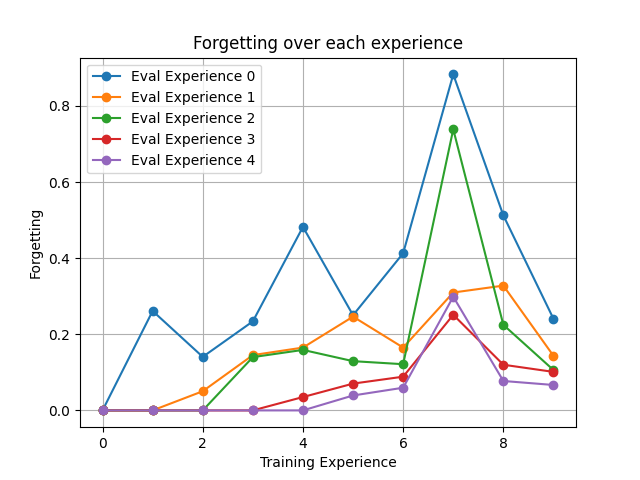 Forgetting over each experience
Eval Experience 0
Eval Experience 1
Eval Experience 2
Eval Experience 3
Eval Experience 4
Forgetting
0.8
0.6
0.4
0.2
0.0
0 2 4 6 8
Training Experience